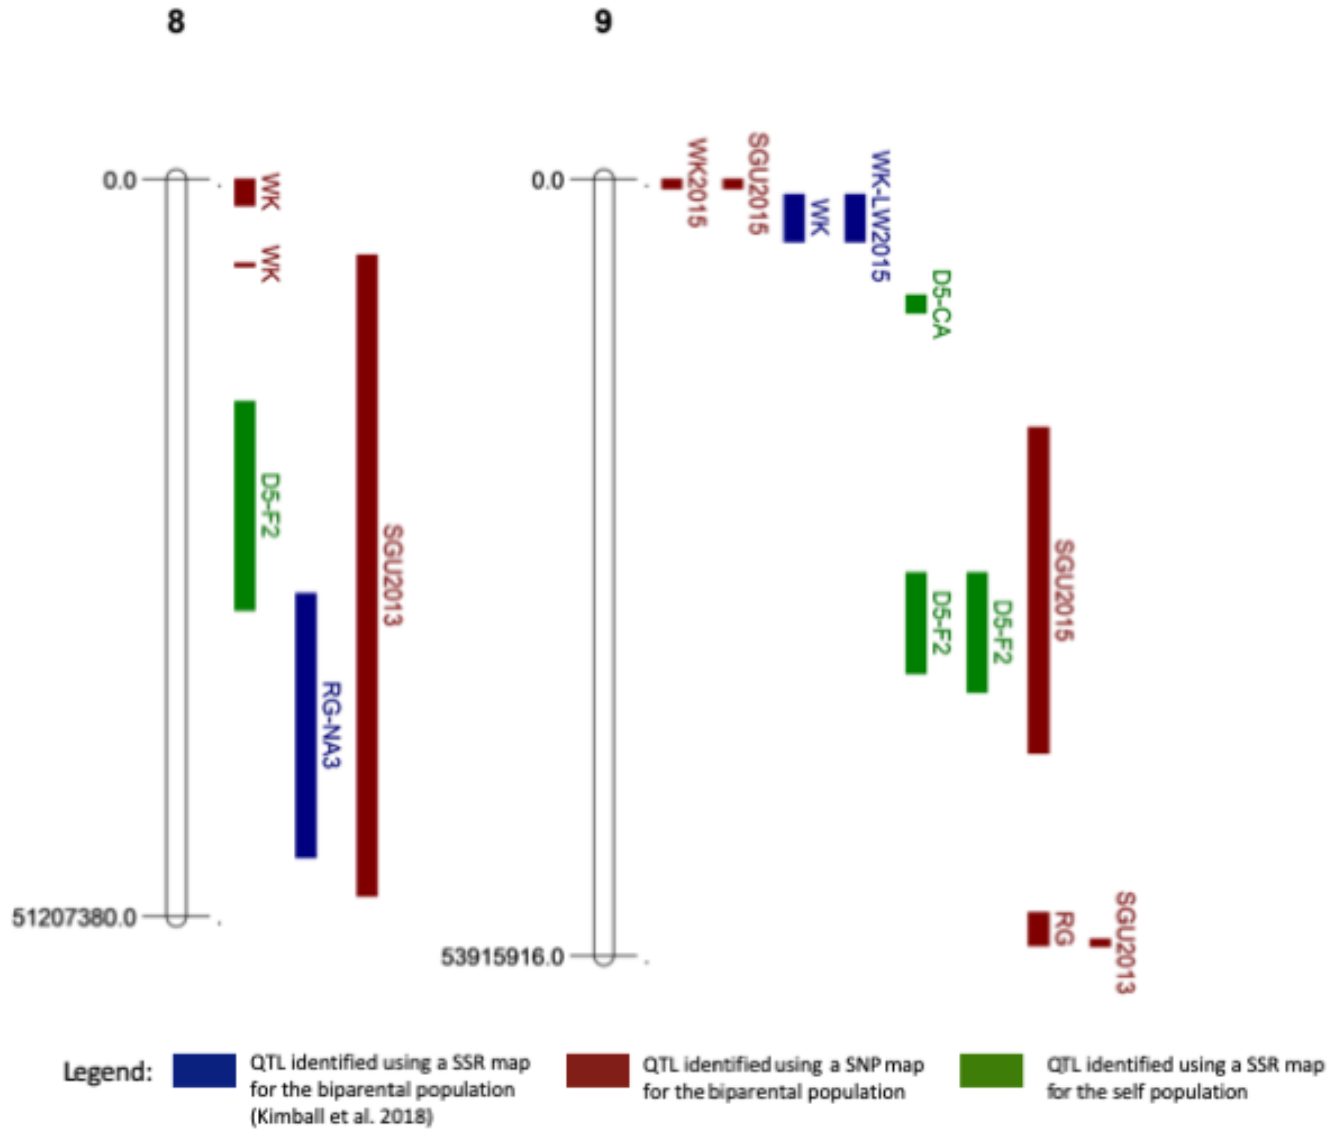 8
9
0.0
WK
WK
D5-F2
RG-NA3
SGU2013
51207380.0
0.0
WK2015
SGU2015
WK
WK-LW2015
D5-CA
D5-F2
D5-F2
SGU2015
RG
SGU2013
53915916.0
Legend:
QTL identified using a SSR map
for the biparental population
(Kimball et al. 2018)
QTL identified using a SNP map
for the biparental population
QTL identified using a SSR map
for the self population